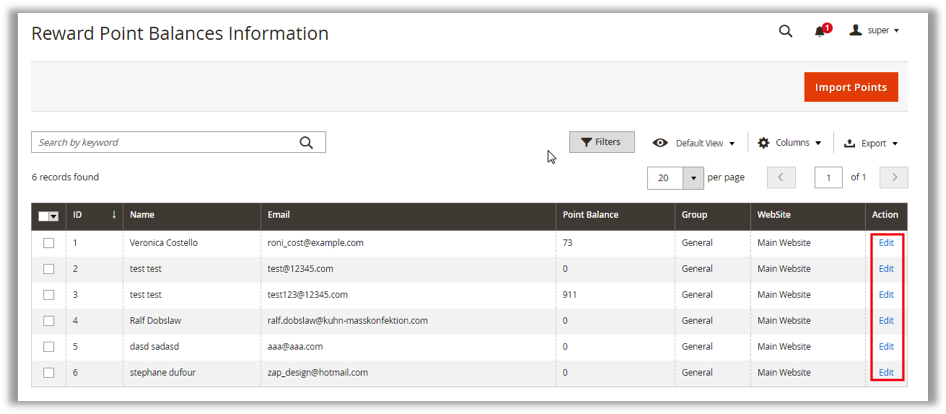 Reward Point Balances Information
1
super
Import Points
Search by keyword
Filters
Default View
Columns
Export
6 records found
20
per page
1
of 1
ID Name Email Point Balance Group WebSite Action
1 Veronica Costello roni_cost@example.com 73 General Main Website Edit
2 test test test@12345.com 0 General Main Website Edit
3 test test test123@12345.com 911 General Main Website Edit
4 Ralf Dobslaw ralf.dobslaw@kuhn-masskonfektion.com 0 General Main Website Edit
5 dasd sadasd aaa@aaa.com 0 General Main Website Edit
6 stephane dufour zap_design@hotmail.com 0 General Main Website Edit